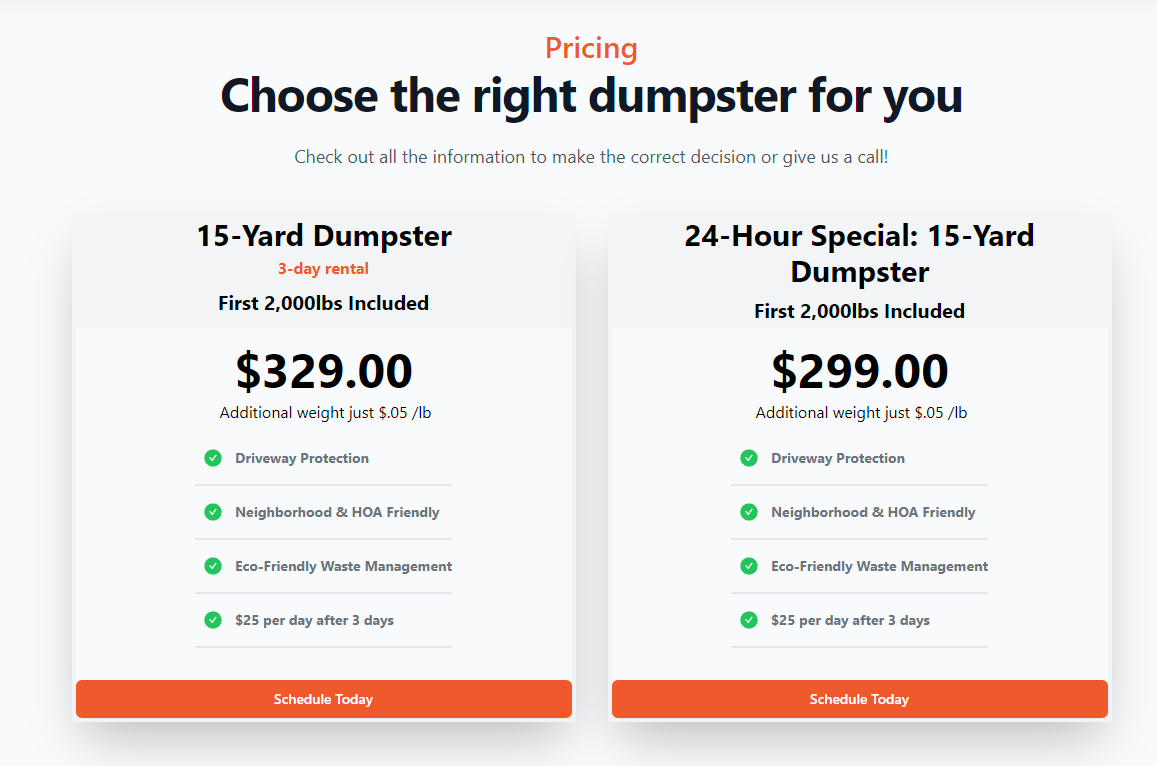 Pricing
Choose the right dumpster for you
Check out all the information to make the correct decision or give us a call!
15-Yard Dumpster
3-day rental
First 2,000lbs Included
$329.00
Additional weight just $.05 /lb
Driveway Protection
Neighborhood & HOA Friendly
Eco-Friendly Waste Management
$25 per day after 3 days
Schedule Today
24-Hour Special: 15-Yard
Dumpster
First 2,000lbs Included
$299.00
Additional weight just $.05 /lb
Driveway Protection
Neighborhood & HOA Friendly
Eco-Friendly Waste Management
$25 per day after 3 days
Schedule Today